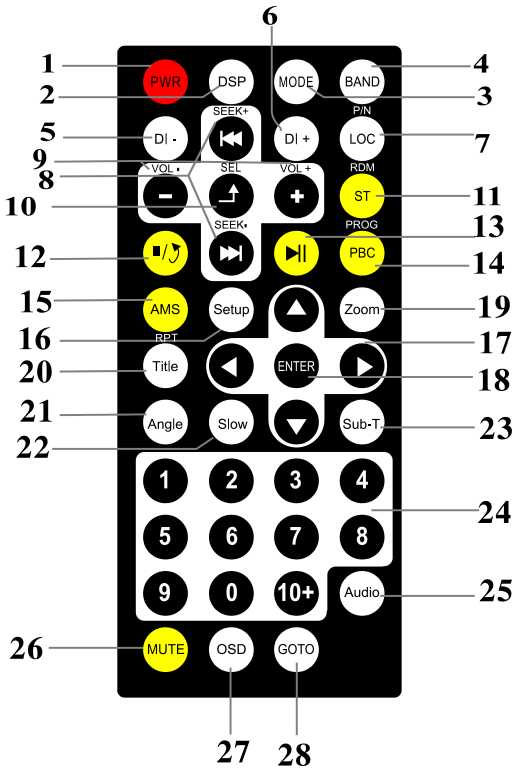 6
1
PWR
DSP
MODE
BAND
4
2
3
SEEK+
P/N
5
DI -
DI +
LOC
7
9
VOL -
SEL
VOL +
RDM
8
10
ST
11
SEEK-
PROG
13
12
■/
PBC
14
15
AMS
Setup
Zoom
19
16
RPT
17
20
Title
ENTER
18
21
Angle
Slow
Sub-T
22
23
1 2 3 4
24
5 6 7 8
9 0 10+
Audio
25
26
MUTE
OSD
GOTO
27
28